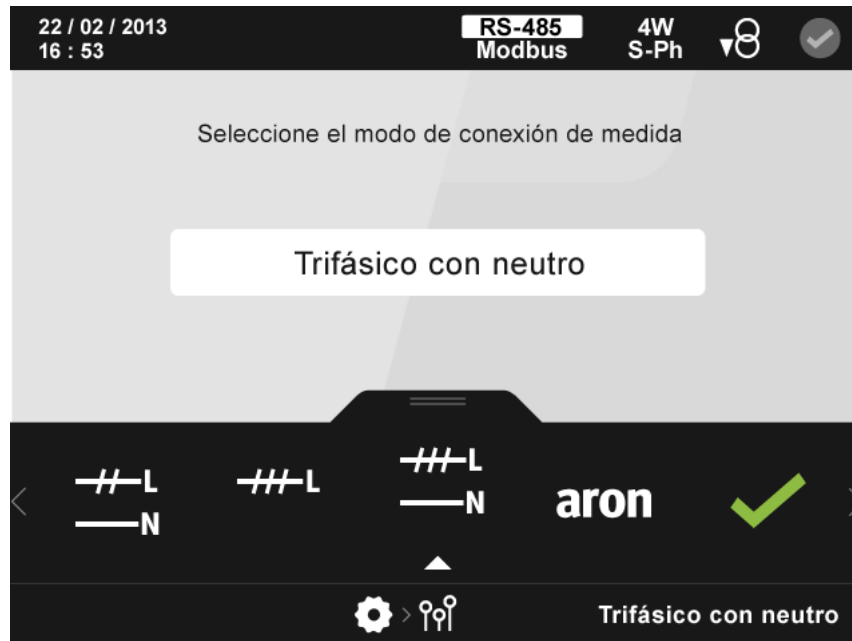 22 / 02 / 2013
16 : 53
RS-485
Modbus
4W
S-Ph
Seleccione el modo de conexión de medida
Trifásico con neutro
L
N
L
L
N
aron
Trifásico con neutro